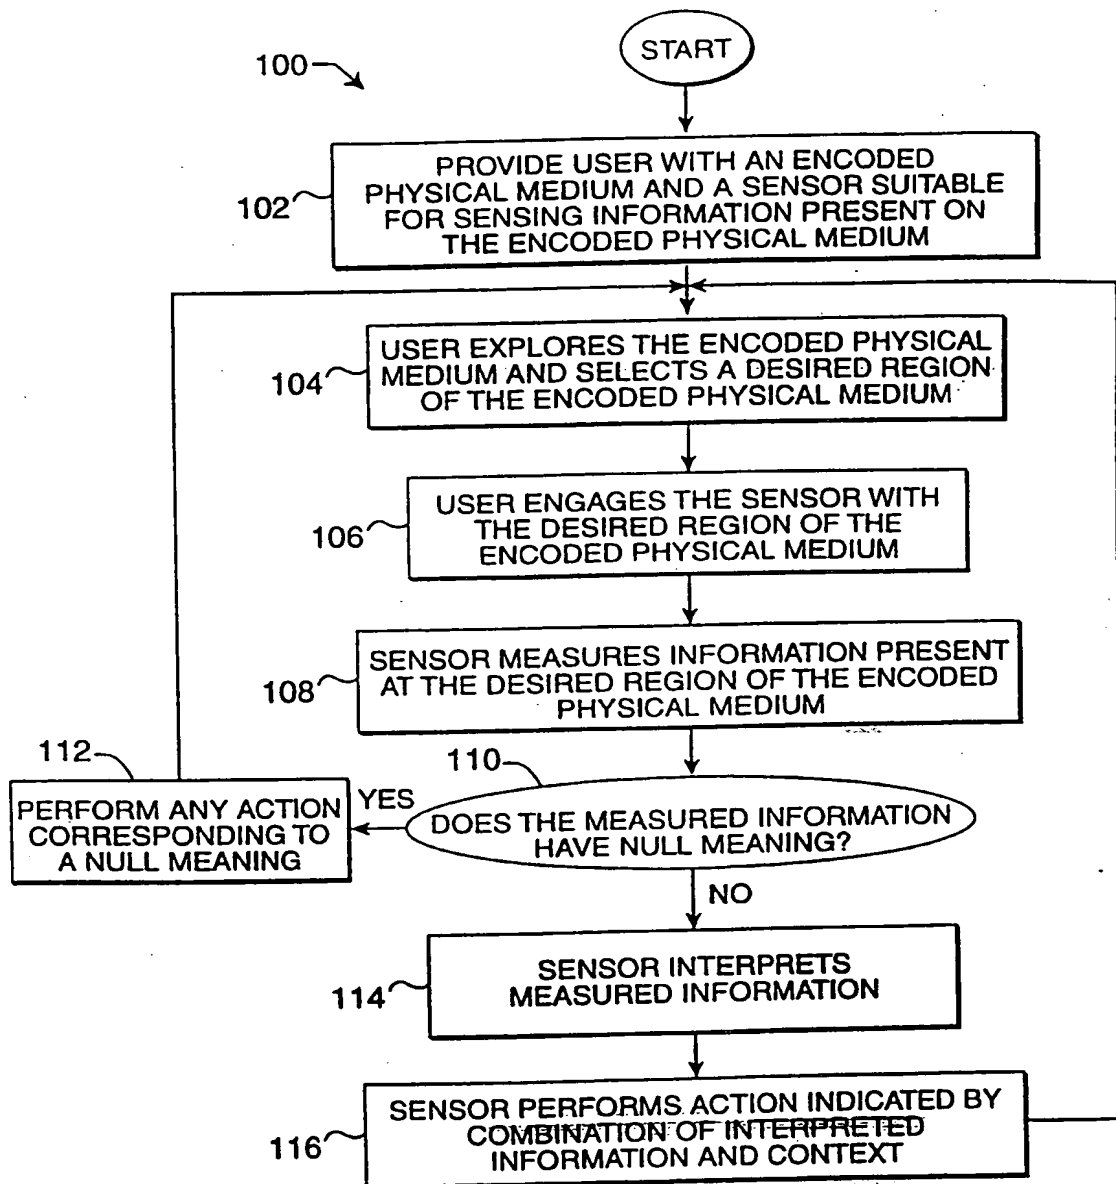 START
100
PROVIDE USER WITH AN ENCODED
PHYSICAL MEDIUM AND A SENSOR SUITABLE
FOR SENSING INFORMATION PRESENT ON
THE ENCODED PHYSICAL MEDIUM
102
USER EXPLORES THE ENCODED PHYSICAL
MEDIUM AND SELECTS A DESIRED REGION
OF THE ENCODED PHYSICAL MEDIUM
104
USER ENGAGES THE SENSOR WITH
THE DESIRED REGION OF THE
ENCODED PHYSICAL MEDIUM
106
SENSOR MEASURES INFORMATION PRESENT
AT THE DESIRED REGION OF THE ENCODED
PHYSICAL MEDIUM
108
112
110
PERFORM ANY ACTION
CORRESPONDING TO
A NULL MEANING
YES
DOES THE MEASURED INFORMATION
HAVE NULL MEANING?
NO
SENSOR INTERPRETS
MEASURED INFORMATION
114
SENSOR PERFORMS ACTION INDICATED BY
COMBINATION OF INTERPRETED
INFORMATION AND CONTEXT
116